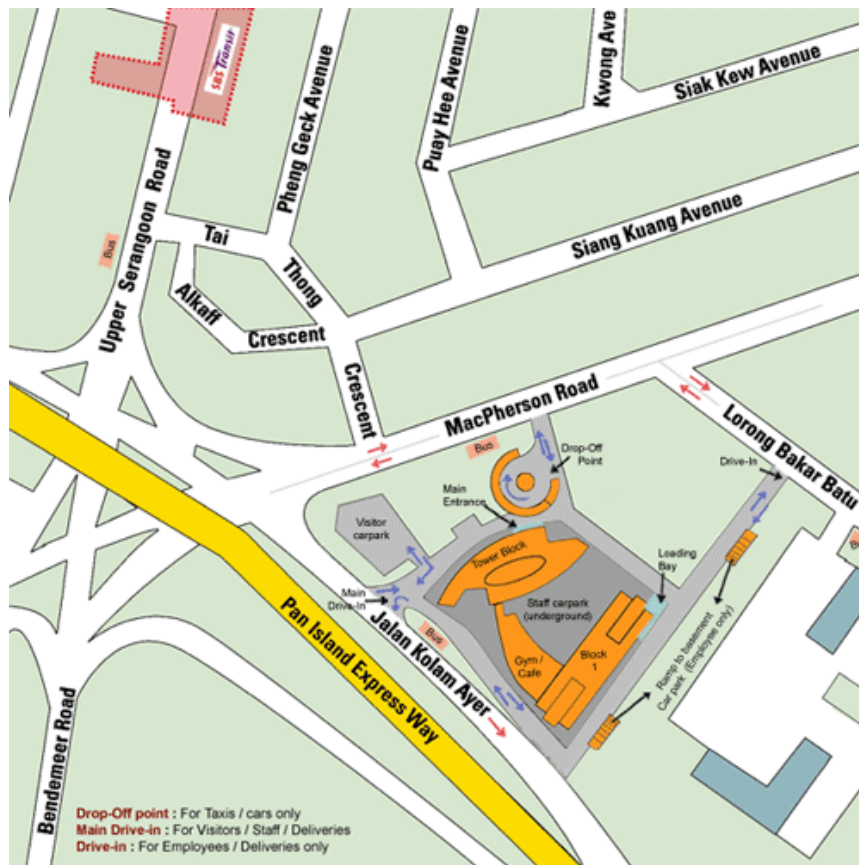 SBS Transit
Pheng Geck Avenue
Puay Hee Avenue
Kwong Ave
Siak Kew Avenue
Upper Serangoon Road
Bus
Tai
Thong
Crescent
Siang Kuang Avenue
Alkaff
Crescent
MacPherson Road
Bus
Drop-Off
Point
Lorong Bakar Batu
Drive-In
Main
Entrance
Visitor
carpark
Tower Block
Loading
Bay
Main
Drive-In
Staff carpark
(underground)
Bus
Jalan Kolam Ayer
Gym /
Cafe
Block
1
Ramp to basement
Car park (Employee only)
Pan Island Express Way
Bendemeer Road
Drop-Off point : For Taxis / cars only
Main Drive-in : For Visitors / Staff / Deliveries
Drive-in : For Employees / Deliveries only